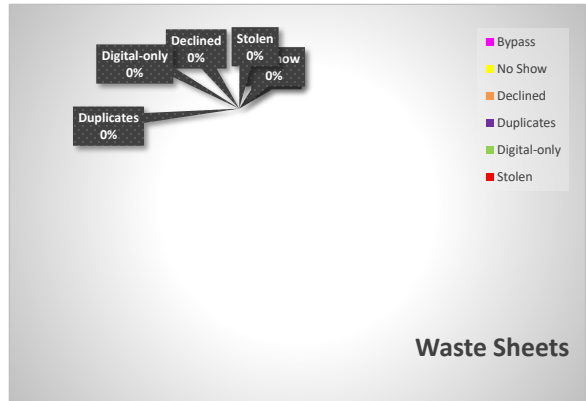 Declined
0%
Stolen
0%
how
0%
Digital-only
0%
Duplicates
0%
Bypass
No Show
Declined
Duplicates
Digital-only
Stolen
Waste Sheets